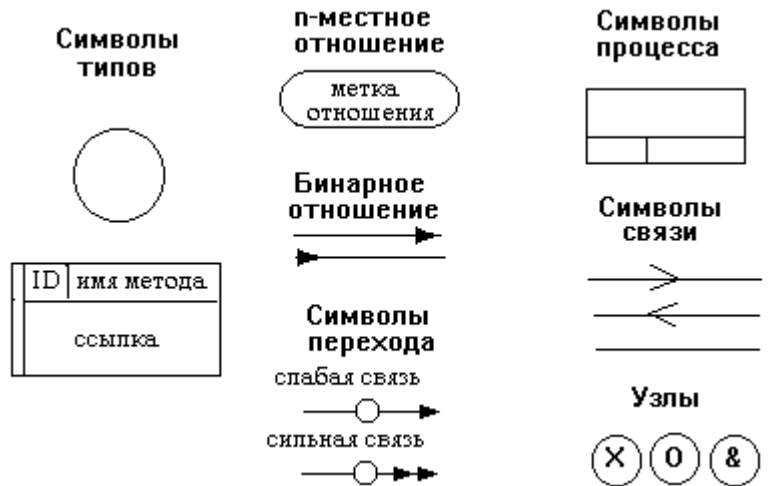 Символы
типов
ID имя метода
ссылка
n-местное
отношение
метка
отношения
Бинарное
отношение
Символы
перехода
слабая связь
сильная связь
Символы
процесса
Символы
связи
Узлы
X O &